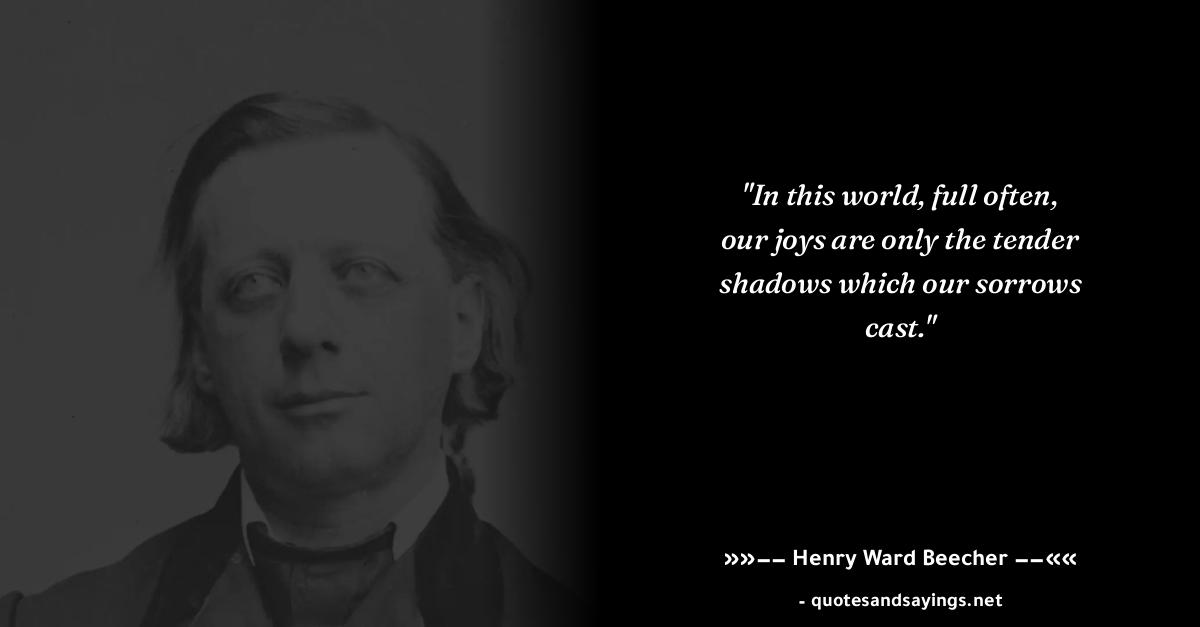 "In this world, full often,
our joys are only the tender
shadows which our sorrows
cast."
»»–– Henry Ward Beecher ––««
- quotesandsayings.net